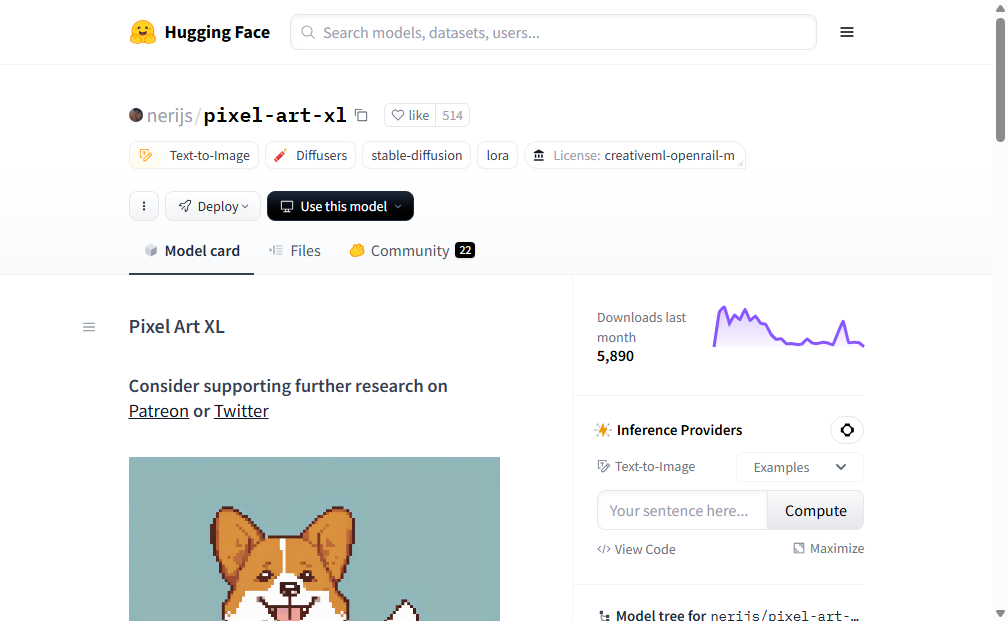 Hugging Face
Search models, datasets, users...
nerijs/pixel-art-xl
like 514
Text-to-Image
Diffusers
stable-diffusion
lora
License: creativeml-openrail-m
Deploy
Use this model
Model card
Files
Community 22
Pixel Art XL
Consider supporting further research on
Patreon or Twitter
Downloads last
month
5,890
Inference Providers
Text-to-Image
Examples
Your sentence here...
Compute
</> View Code
Maximize
Model tree for nerijs/pixel-art-…